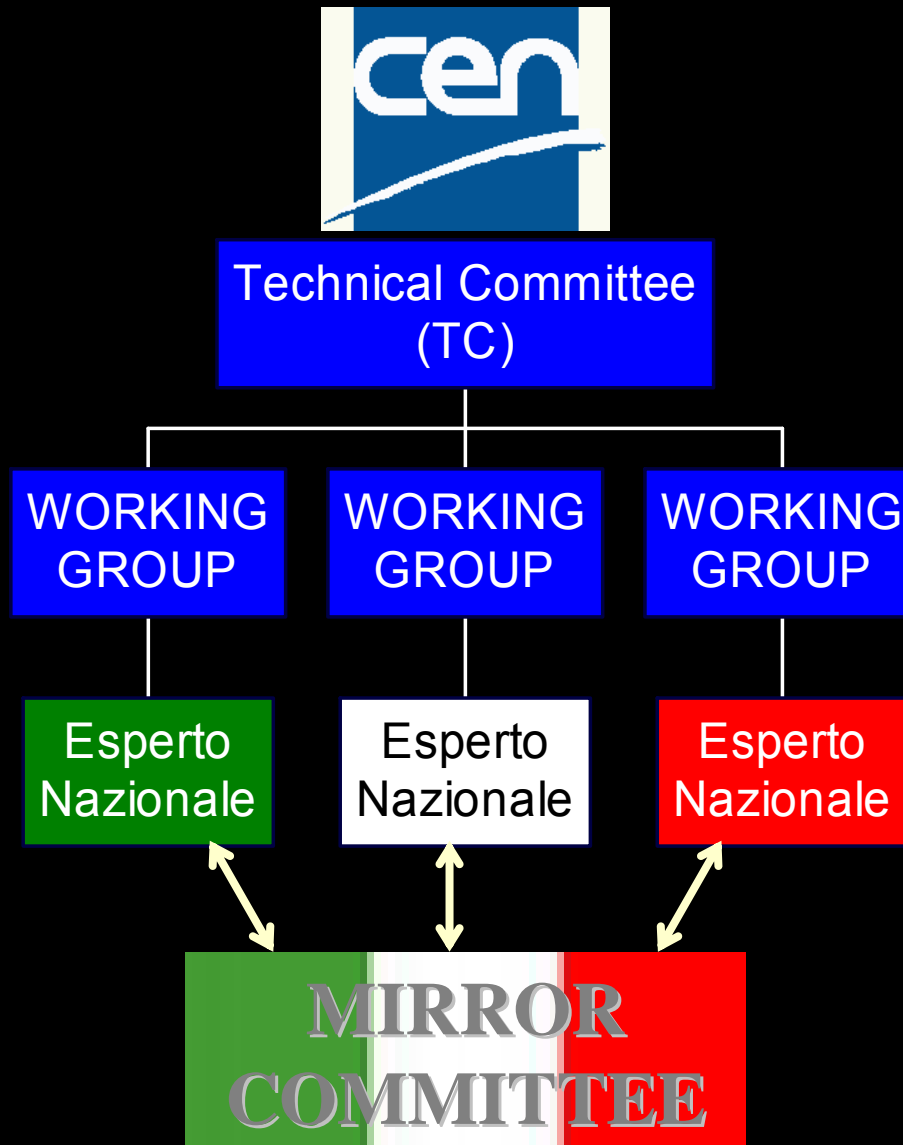 cen
Technical Committee
(TC)
WORKING
GROUP
WORKING
GROUP
WORKING
GROUP
Esperto
Nazionale
Esperto
Nazionale
Esperto
Nazionale
MIRROR
COMMITTEE